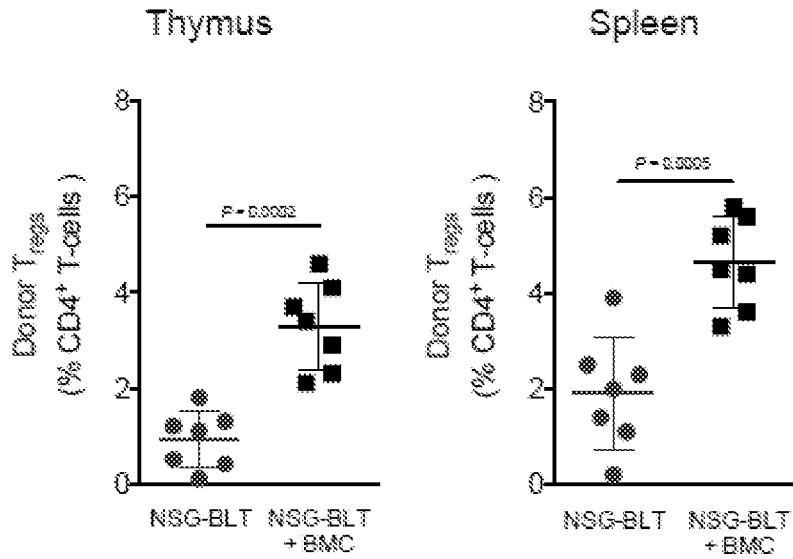 Thymus
Donor Tregs
(% CD4+ T-cells)
8
6
4
2
0
P =
NSG-BLT
NSG-BLT
+ BMC
Spleen
Donor Tregs
(% CD4+ T-cells)
8
6
4
2
0
P = 0.0005
NSG-BLT
NSG-BLT
+ BMC